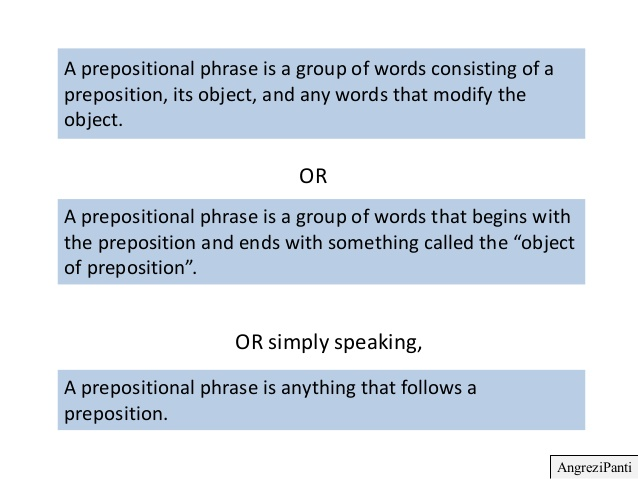 A prepositional phrase is a group of words consisting of a
preposition, its object, and any words that modify the
object.
OR
A prepositional phrase is a group of words that begins with
the preposition and ends with something called the “object
of preposition”.
OR simply speaking,
A prepositional phrase is anything that follows a
preposition.
AngreziPanti